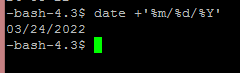 -bash-4.3$ date +'%m/%d/%Y'
03/24/2022
-bash-4.3$